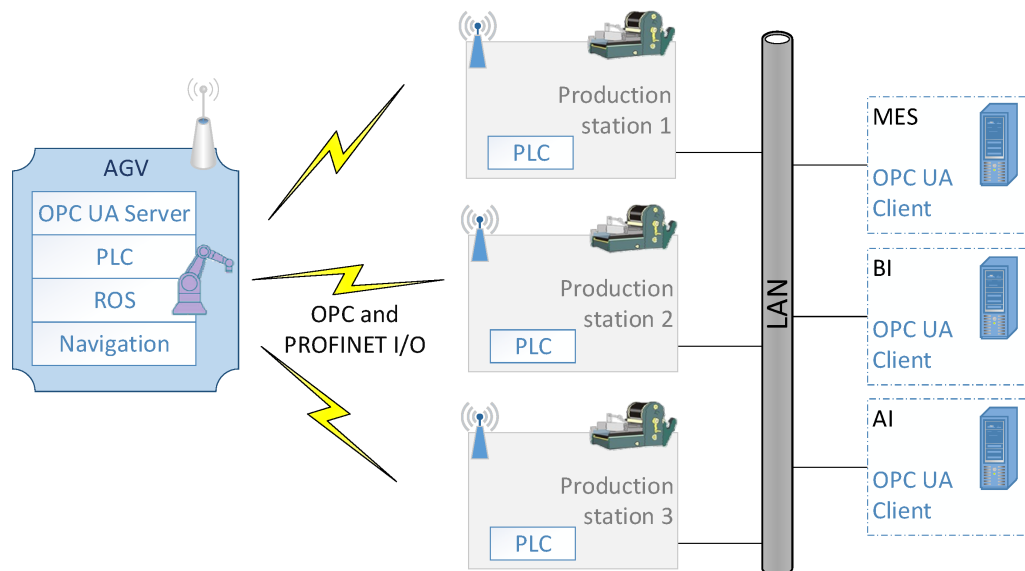 AGV
OPC UA Server
PLC
ROS
Navigation
OPC and
PROFINET I/O
Production
station 1
PLC
Production
station 2
PLC
Production
station 3
PLC
LAN
MES
OPC UA
Client
BI
OPC UA
Client
AI
OPC UA
Client